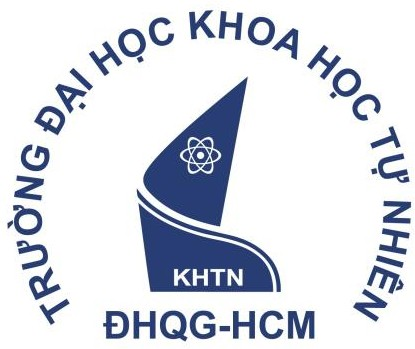 TRƯỜNG ĐẠI HỌC KHOA HỌC TỰ NHIÊN
KHTN
ĐHQG-HCM